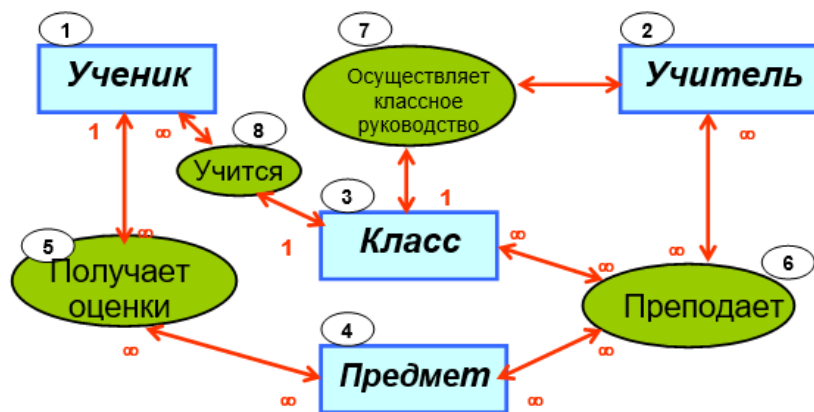 1
Ученик
7
Осуществляет
классное
руководство
2
Учитель
1
∞
8
Учится
∞
3
Класс
1
1
∞
∞
5
Получает
оценки
∞
∞
6
Преподает
∞
4
Предмет
∞
∞
∞
∞